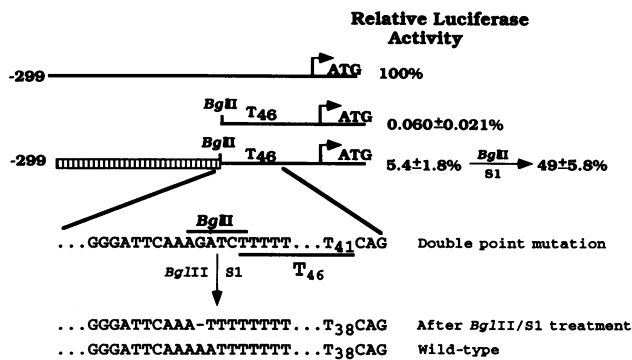 Relative Luciferase
Activity
-299 ATG 100%
BglII T46 ATG 0.060±0.021%
BglII
-299 T46 ATG 5.4±1.8% BglII S1 49±5.8%
BglII
...GGGATTCAAAGATCTTTTTT...T41CAG Double point mutation
BglII S1 T46
...GGGATTCAAA-TTTTTTTT...T38CAG After BglII/S1 treatment
...GGGATTCAAAAATTTTTTTT...T38CAG Wild-type